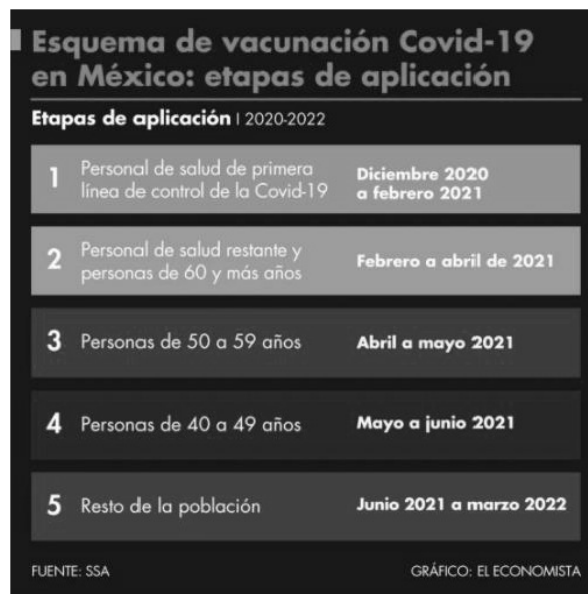 Esquema de vacunación Covid-19
en México: etapas de aplicación
Etapas de aplicación | 2020-2022
1 Personal de salud de primera
línea de control de la Covid-19
Diciembre 2020
a febrero 2021
2 Personal de salud restante y
personas de 60 y más años
Febrero a abril de 2021
3 Personas de 50 a 59 años Abril a mayo 2021
4 Personas de 40 a 49 años Mayo a junio 2021
5 Resto de la población Junio 2021 a marzo 2022
FUENTE: SSA GRÁFICO: EL ECONOMISTA